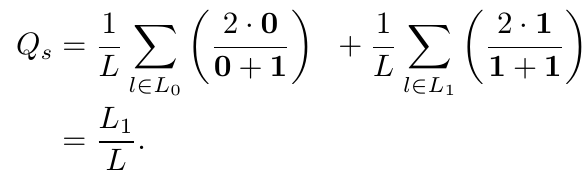 $Q_s = \frac{1}{L} \sum_{l \in L_0} \left( \frac{2 \cdot \mathbf{0}}{\mathbf{0} + \mathbf{1}} \right) + \frac{1}{L} \sum_{l \in L_1} \left( \frac{2 \cdot \mathbf{1}}{\mathbf{1} + \mathbf{1}} \right)$
$= \frac{L_1}{L}.$